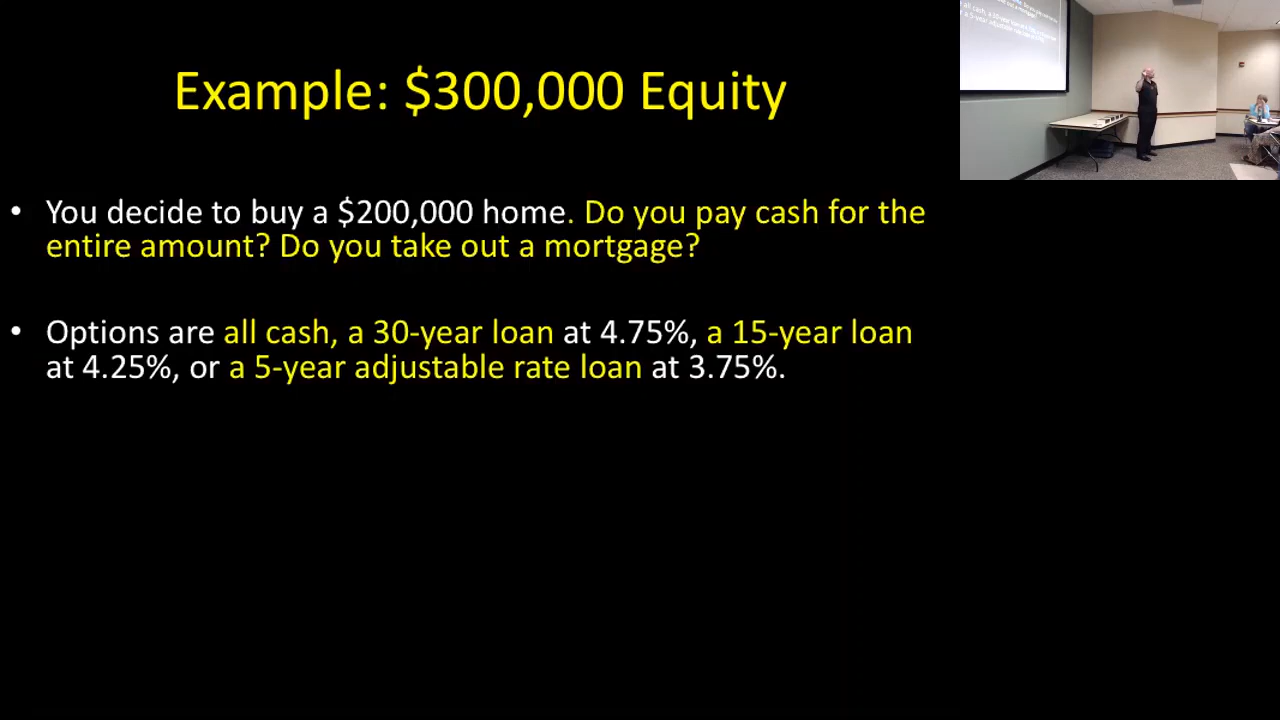 Example: $300,000 Equity
• You decide to buy a $200,000 home. Do you pay cash for the
entire amount? Do you take out a mortgage?
• Options are all cash, a 30-year loan at 4.75%, a 15-year loan
at 4.25%, or a 5-year adjustable rate loan at 3.75%.